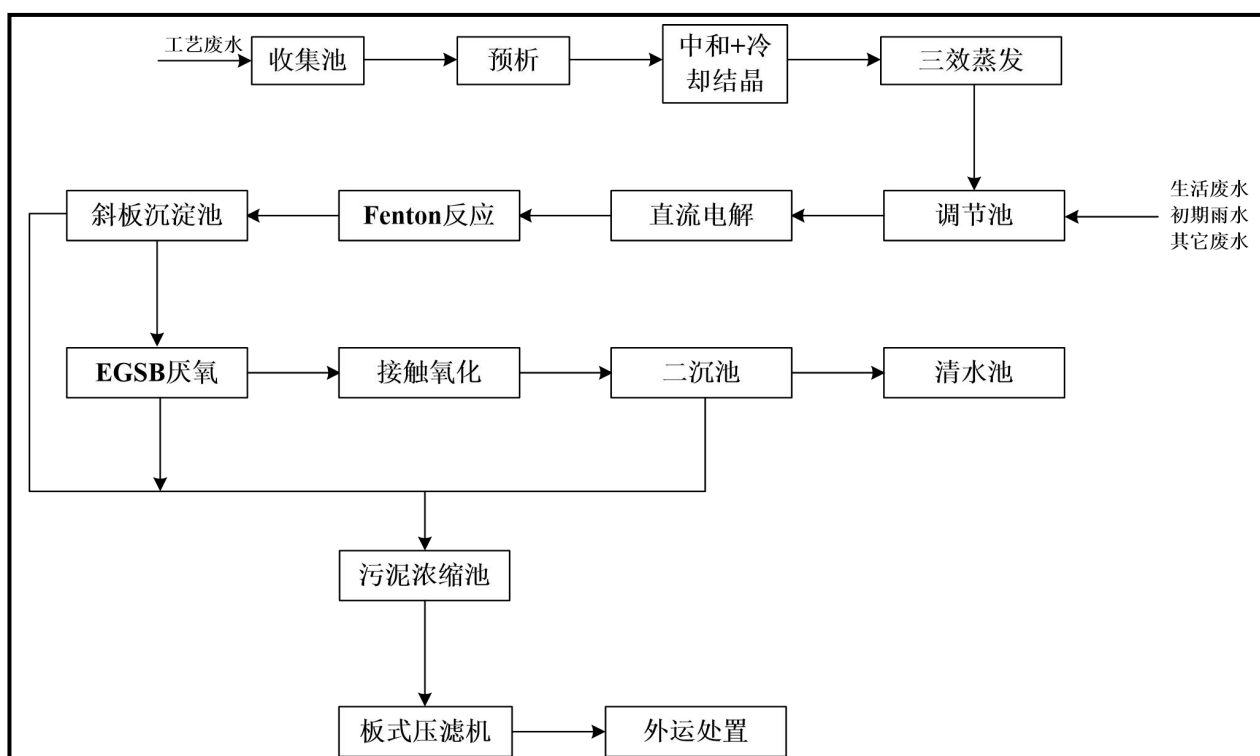 工艺废水
收集池
预析
中和+冷
却结晶
三效蒸发
斜板沉淀池
Fenton反应
直流电解
调节池
生活废水
初期雨水
其它废水
EGSB厌氧
接触氧化
二沉池
清水池
污泥浓缩池
板式压滤机
外运处置